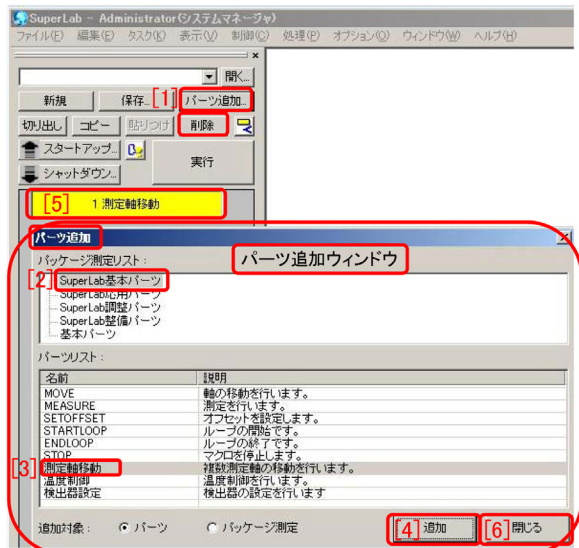 SuperLab - Administrator(システムマネージャ)
ファイル(F) 編集(E) タスク(K) 表示(V) 制御(C) 処理(P) オプション(O) ウィンドウ(W) ヘルプ(H)
開く...
新規 保存... [1] パーツ追加...
切り出し コピー 貼りつけ 削除
スタートアップ...
シャットダウン...
実行
[5] 1 測定軸移動
パーツ追加
パッケージ測定リスト:
パーツ追加ウィンドウ
[2] SuperLab基本パーツ
SuperLab応用パーツ
SuperLab調整パーツ
SuperLab整備パーツ
基本パーツ
パーツリスト:
名前 説明
MOVE 軸の移動を行います。
MEASURE 測定を行います。
SETOFFSET オフセットを設定します。
STARTLOOP ループの開始です。
ENDLOOP ループの終了です。
STOP マクロを停止します。
[3] 測定軸移動 複数測定軸の移動を行います。
温度制御 温度制御を行います。
検出器設定 検出器の設定を行います
追加対象: パーツ パッケージ測定 [4] 追加 [6] 閉じる